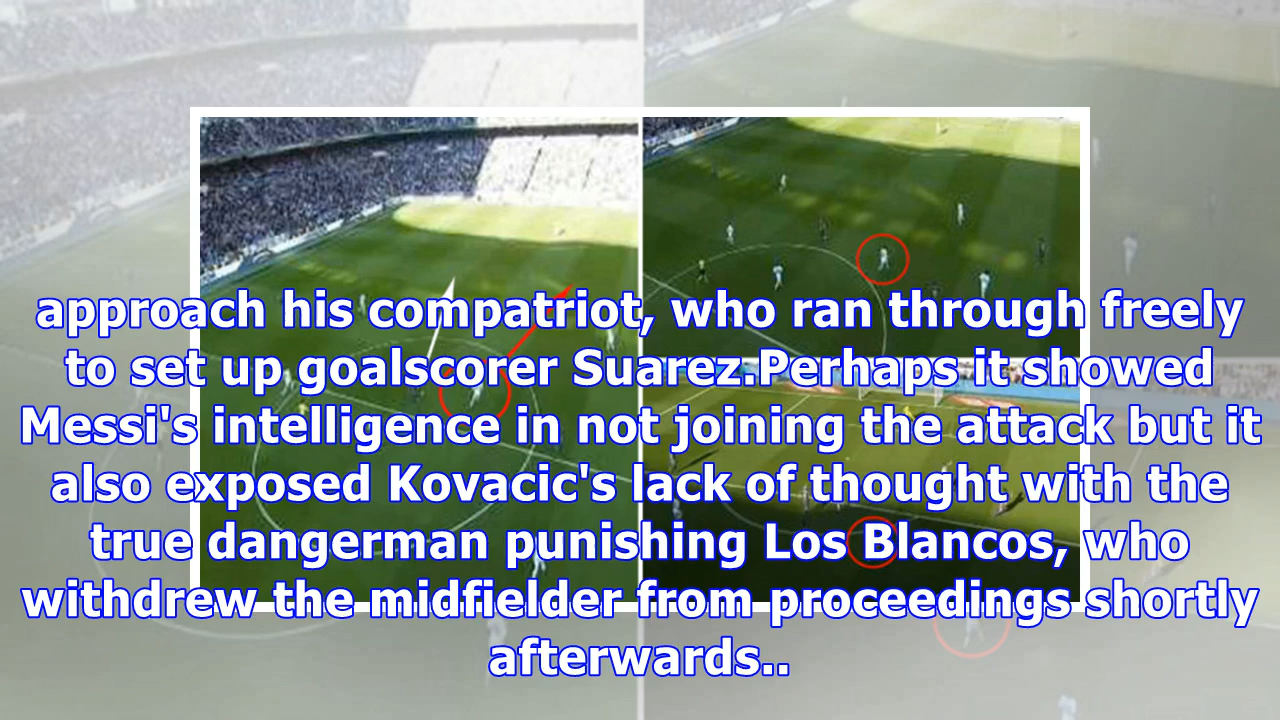 approach his compatriot, who ran through freely
to set up goalscorer Suarez.Perhaps it showed
Messi's intelligence in not joining the attack but it
also exposed Kovacic's lack of thought with the
true dangerman punishing Los Blancos, who
withdrew the midfielder from proceedings shortly
afterwards..